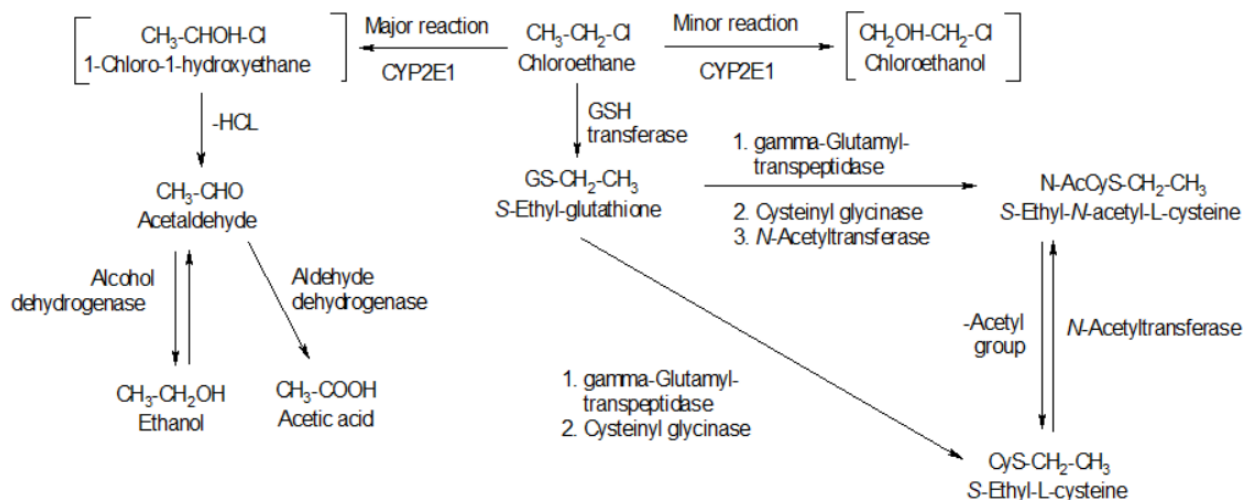 CH3-CHOH-Cl
1-Chloro-1-hydroxyethane
Major reaction
CYP2E1
CH3-CH2-Cl
Chloroethane
Minor reaction
CYP2E1
CH2OH-CH2-Cl
Chloroethanol
-HCL
GSH
transferase
1. gamma-Glutamyl-
transpeptidase
2. Cysteinyl glycinase
3. N-Acetyltransferase
CH3-CHO
Acetaldehyde
GS-CH2-CH3
S-Ethyl-glutathione
N-AcCyS-CH2-CH3
S-Ethyl-N-acetyl-L-cysteine
Alcohol
dehydrogenase
Aldehyde
dehydrogenase
-Acetyl
group
N-Acetyltransferase
CH3-CH2OH
Ethanol
CH3-COOH
Acetic acid
1. gamma-Glutamyl-
transpeptidase
2. Cysteinyl glycinase
CyS-CH2-CH3
S-Ethyl-L-cysteine